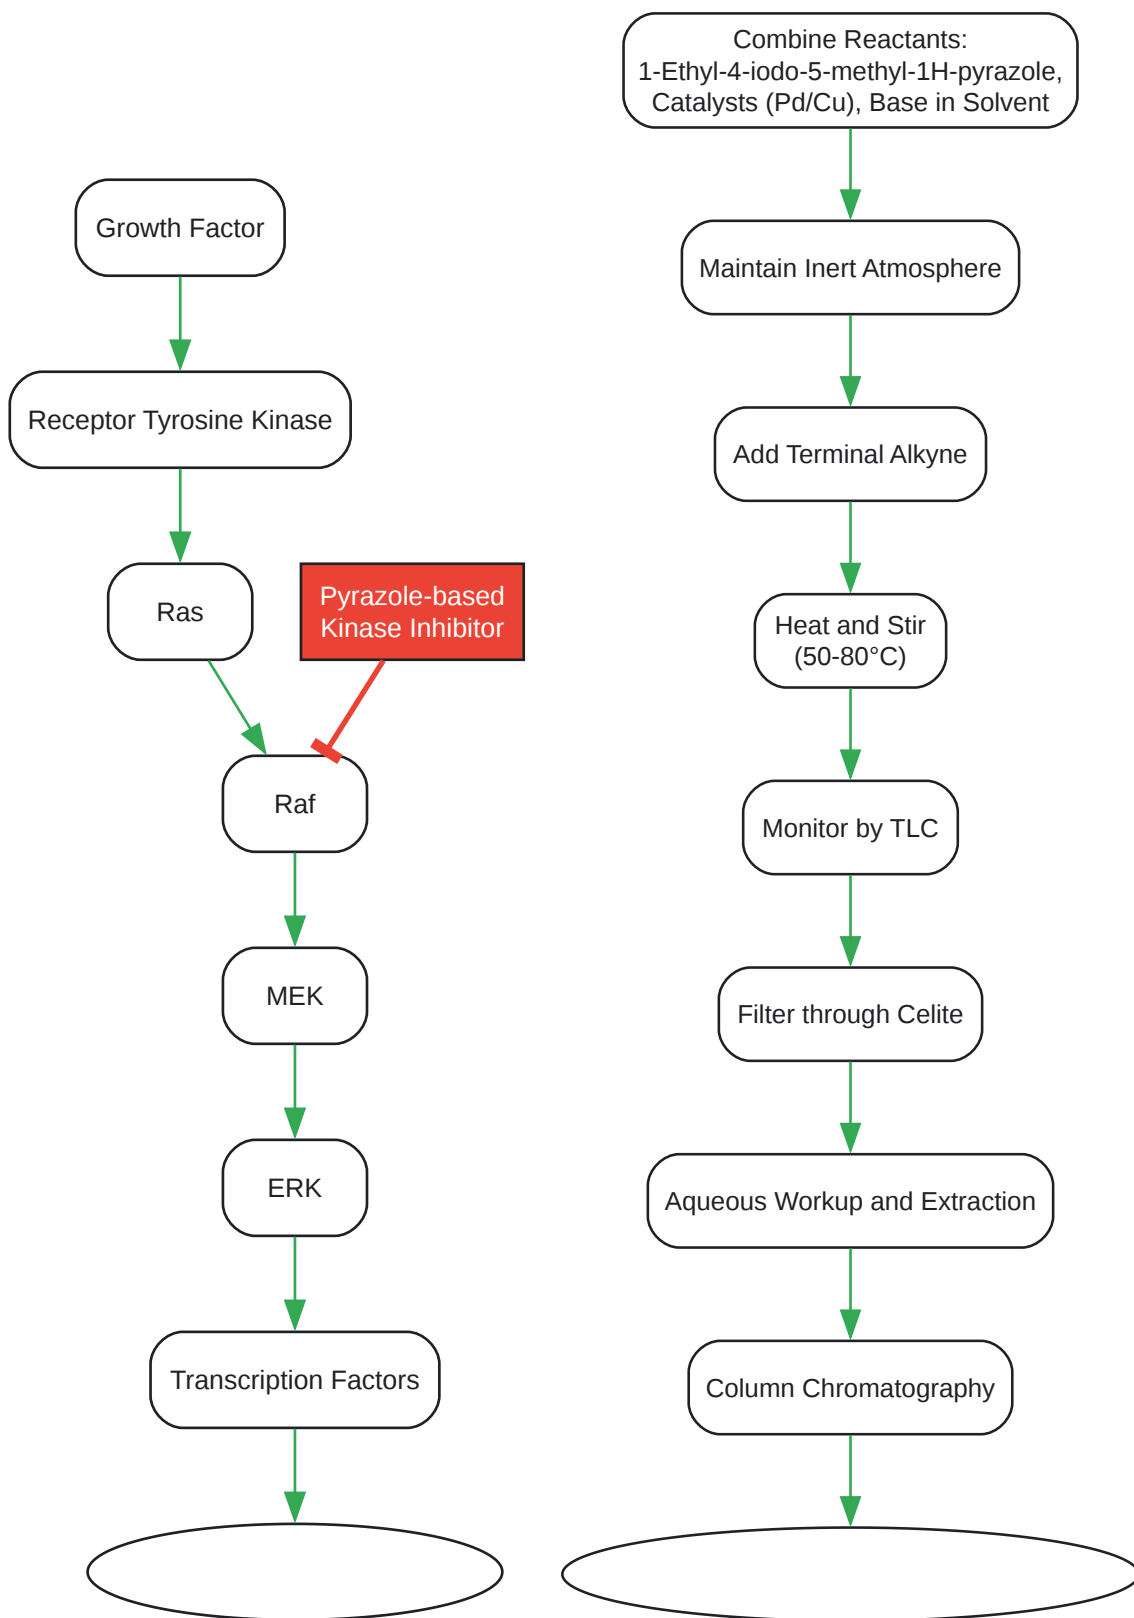 Growth Factor
Receptor Tyrosine Kinase
Ras
Pyrazole-based
Kinase Inhibitor
Raf
MEK
ERK
Transcription Factors
Combine Reactants:
1-Ethyl-4-iodo-5-methyl-1H-pyrazole,
Catalysts (Pd/Cu), Base in Solvent
Maintain Inert Atmosphere
Add Terminal Alkyne
Heat and Stir
(50-80°C)
Monitor by TLC
Filter through Celite
Aqueous Workup and Extraction
Column Chromatography